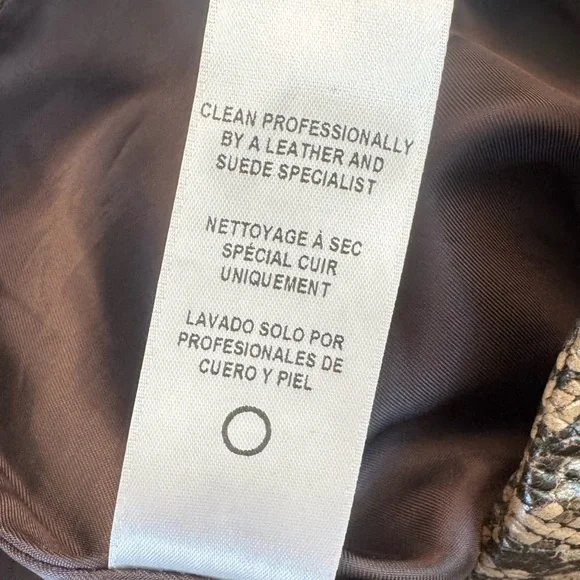 CLEAN PROFESSIONALLY
BY A LEATHER AND
SUEDE SPECIALIST
NETTOYAGE À SEC
SPÉCIAL CUIR
UNIQUEMENT
LAVADO SOLO POR
PROFESIONALES DE
CUERO Y PIEL